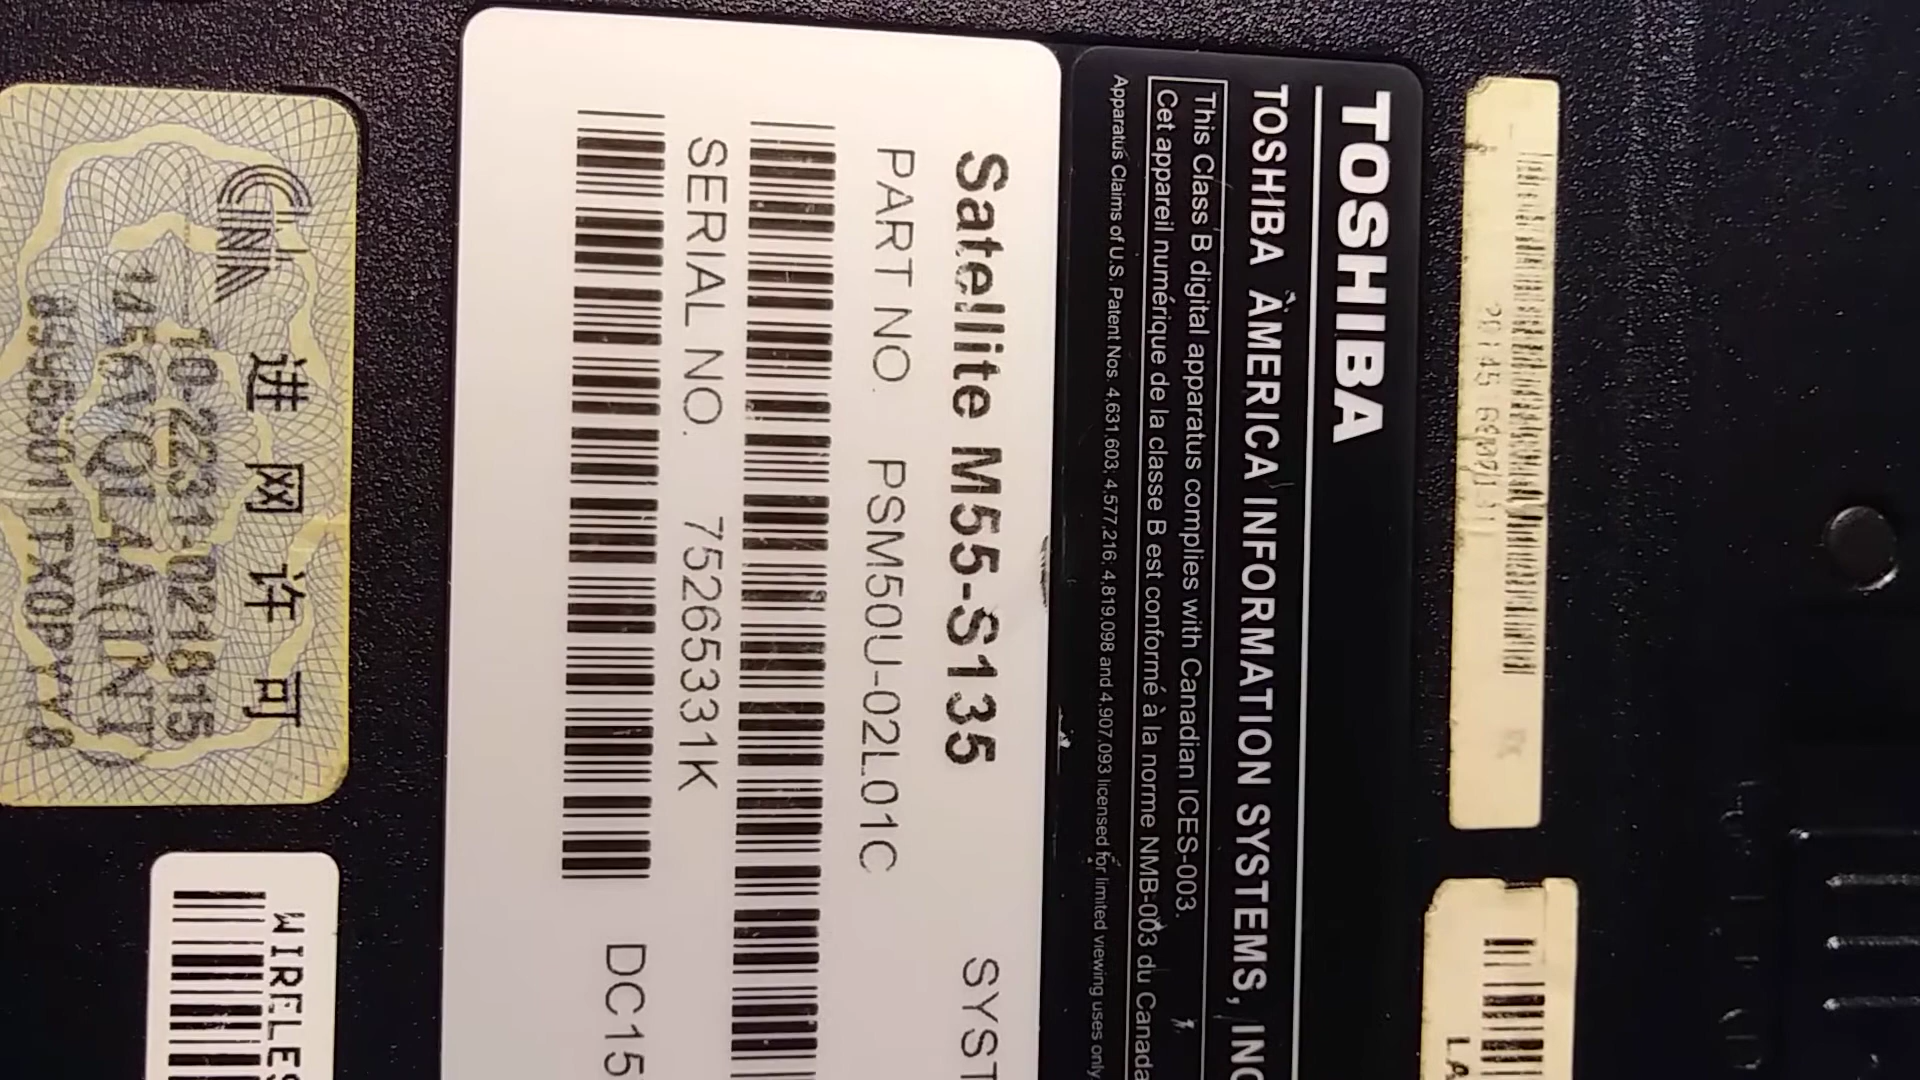 TOSHIBA
TOSHIBA AMERICA INFORMATION SYSTEMS, INC
This Class B digital apparatus complies with Canadian ICES-003.
Cet appareil numérique de la classe B est conforme à la norme NMB-003 du Canada
Apparatus Claims of U.S. Patent Nos. 4,631,603, 4,577,216, 4,819,098 and 4,907,093 licensed for limited viewing uses only
Satellite M55-S135 SYST
PART NO. PSM50U-02L01C
SERIAL NO. 75265331K
DC15
进网许可
10-2231-021815
WIRELES
LA